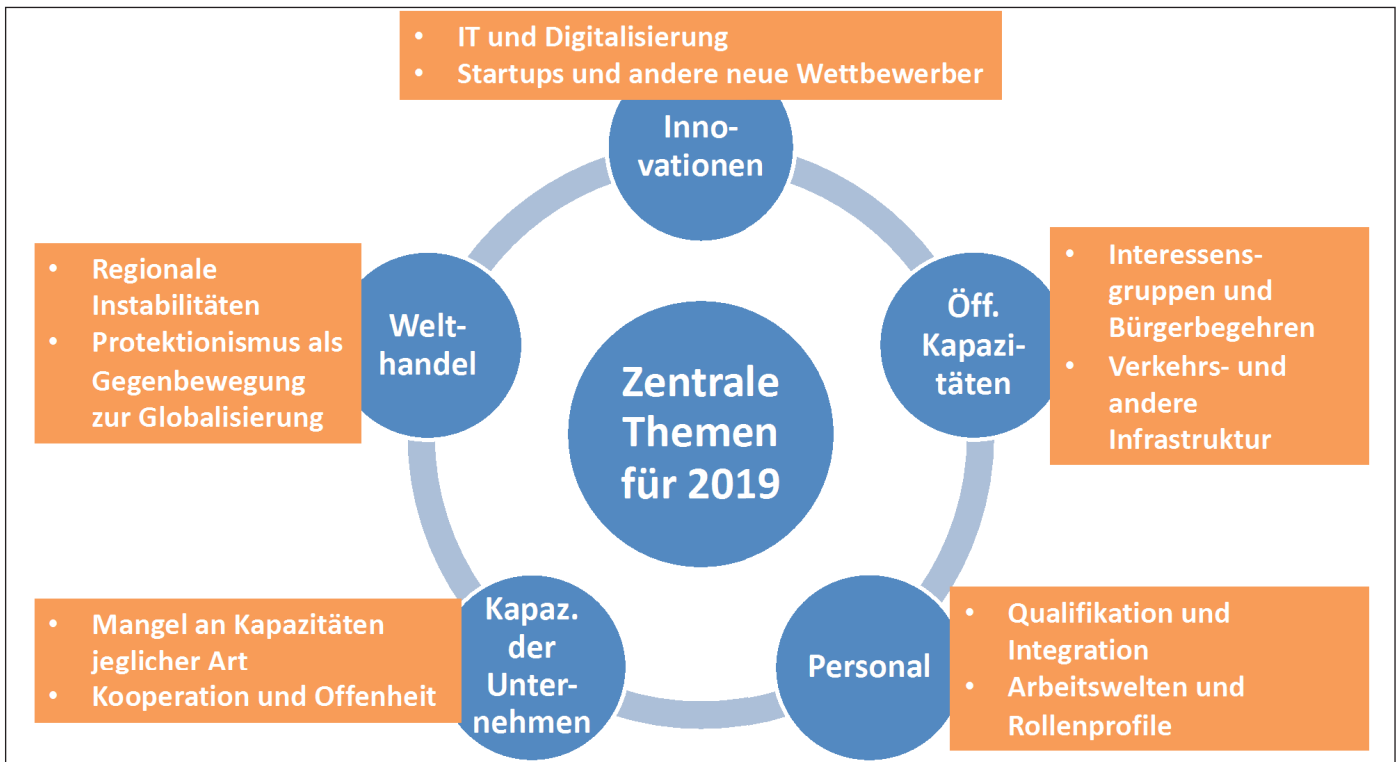 • IT und Digitalisierung
• Startups und andere neue Wettbewerber
Inno-
vationen
• Regionale
Instabilitäten
• Protektionismus als
Gegenbewegung
zur Globalisierung
Welt-
handel
Öff.
Kapazi-
täten
• Interessens-
gruppen und
Bürgerbegehren
• Verkehrs- und
andere
Infrastruktur
Zentrale
Themen
für 2019
• Mangel an Kapazitäten
jeglicher Art
• Kooperation und Offenheit
Kapaz.
der
Unter-
nehmen
Personal
• Qualifikation und
Integration
• Arbeitswelten und
Rollenprofile